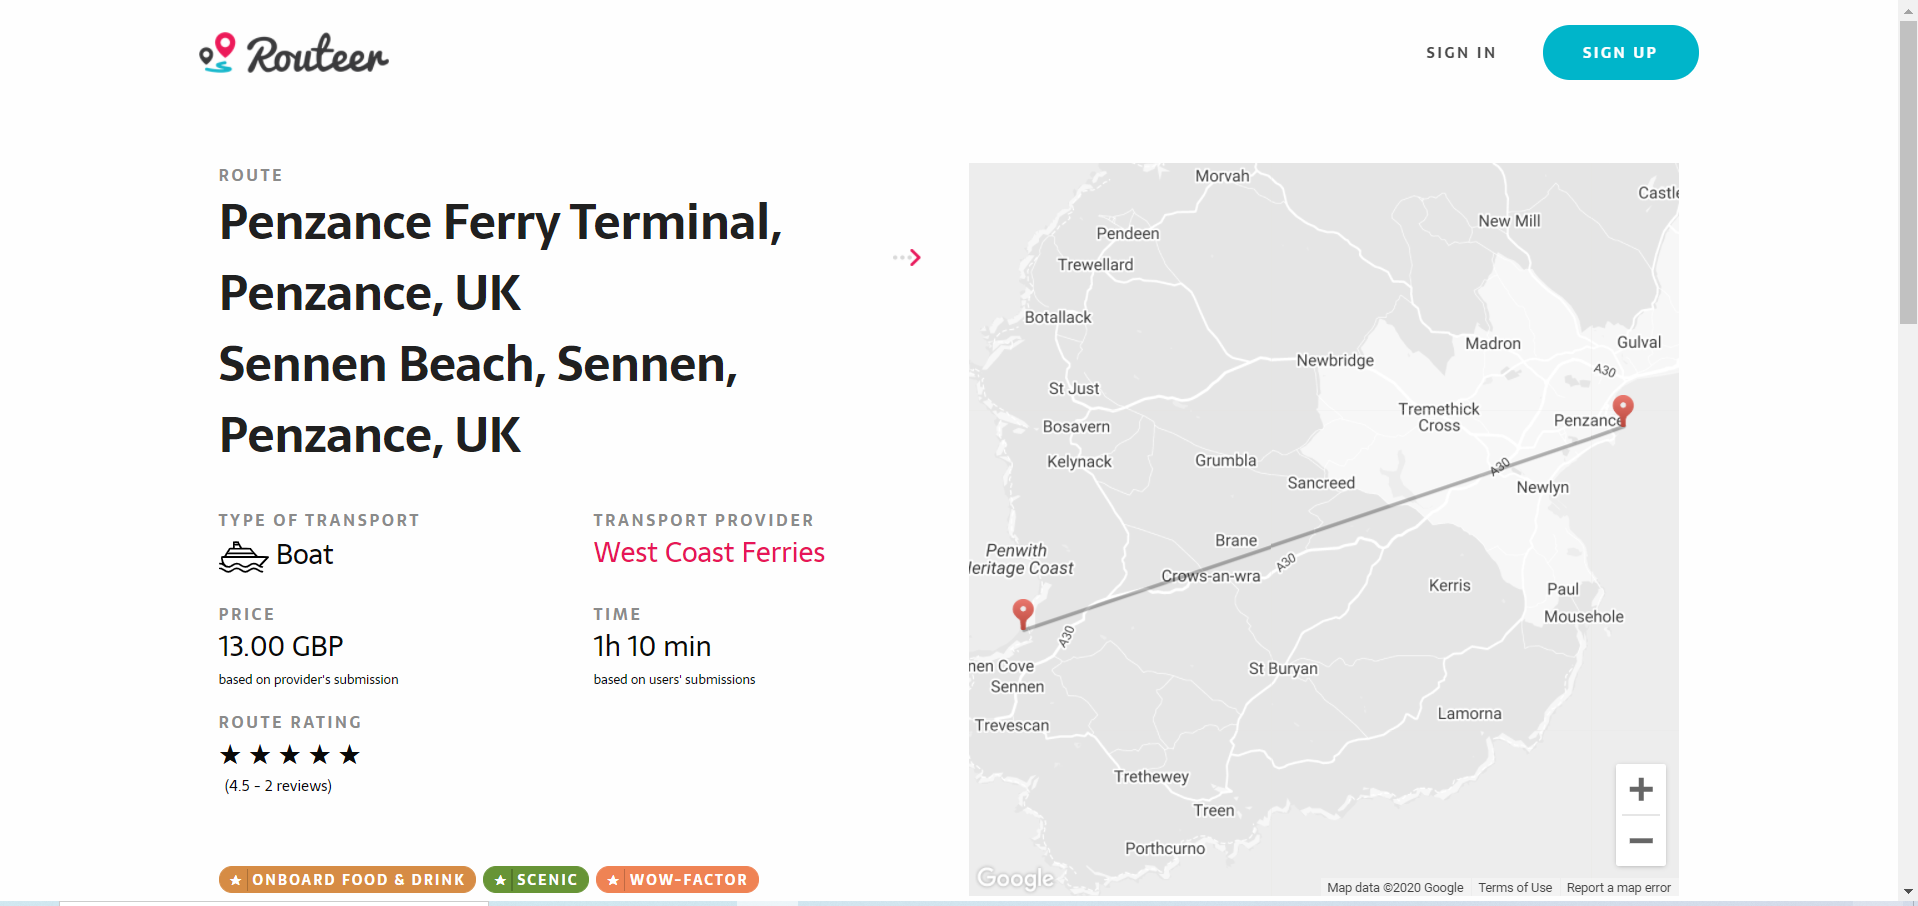 Routeer
SIGN IN
SIGN UP
ROUTE
Penzance Ferry Terminal,
Penzance, UK
Sennen Beach, Sennen,
Penzance, UK
TYPE OF TRANSPORT
Boat
TRANSPORT PROVIDER
West Coast Ferries
PRICE
13.00 GBP
based on provider's submission
TIME
1h 10 min
based on users' submissions
ROUTE RATING
★ ★ ★ ★ ★
(4.5 - 2 reviews)
★ ONBOARD FOOD & DRINK
★ SCENIC
★ WOW-FACTOR
Morvah
Castle
New Mill
Pendeen
Trewellard
Botallack
Madron
Gulval
Newbridge
A30
St Just
Tremethick
Cross
Penzance
Bosavern
Kelynack
Grumbla
A30
Sancreed
Newlyn
Brane
Penwith
Heritage Coast
A30
Crows-an-wra
Kerris
Paul
Mousehole
A30
nen Cove
St Buryan
Sennen
Lamorna
Trevescan
Trethewey
Treen
Porthcurno
+
−
Google
Map data ©2020 Google
Terms of Use
Report a map error